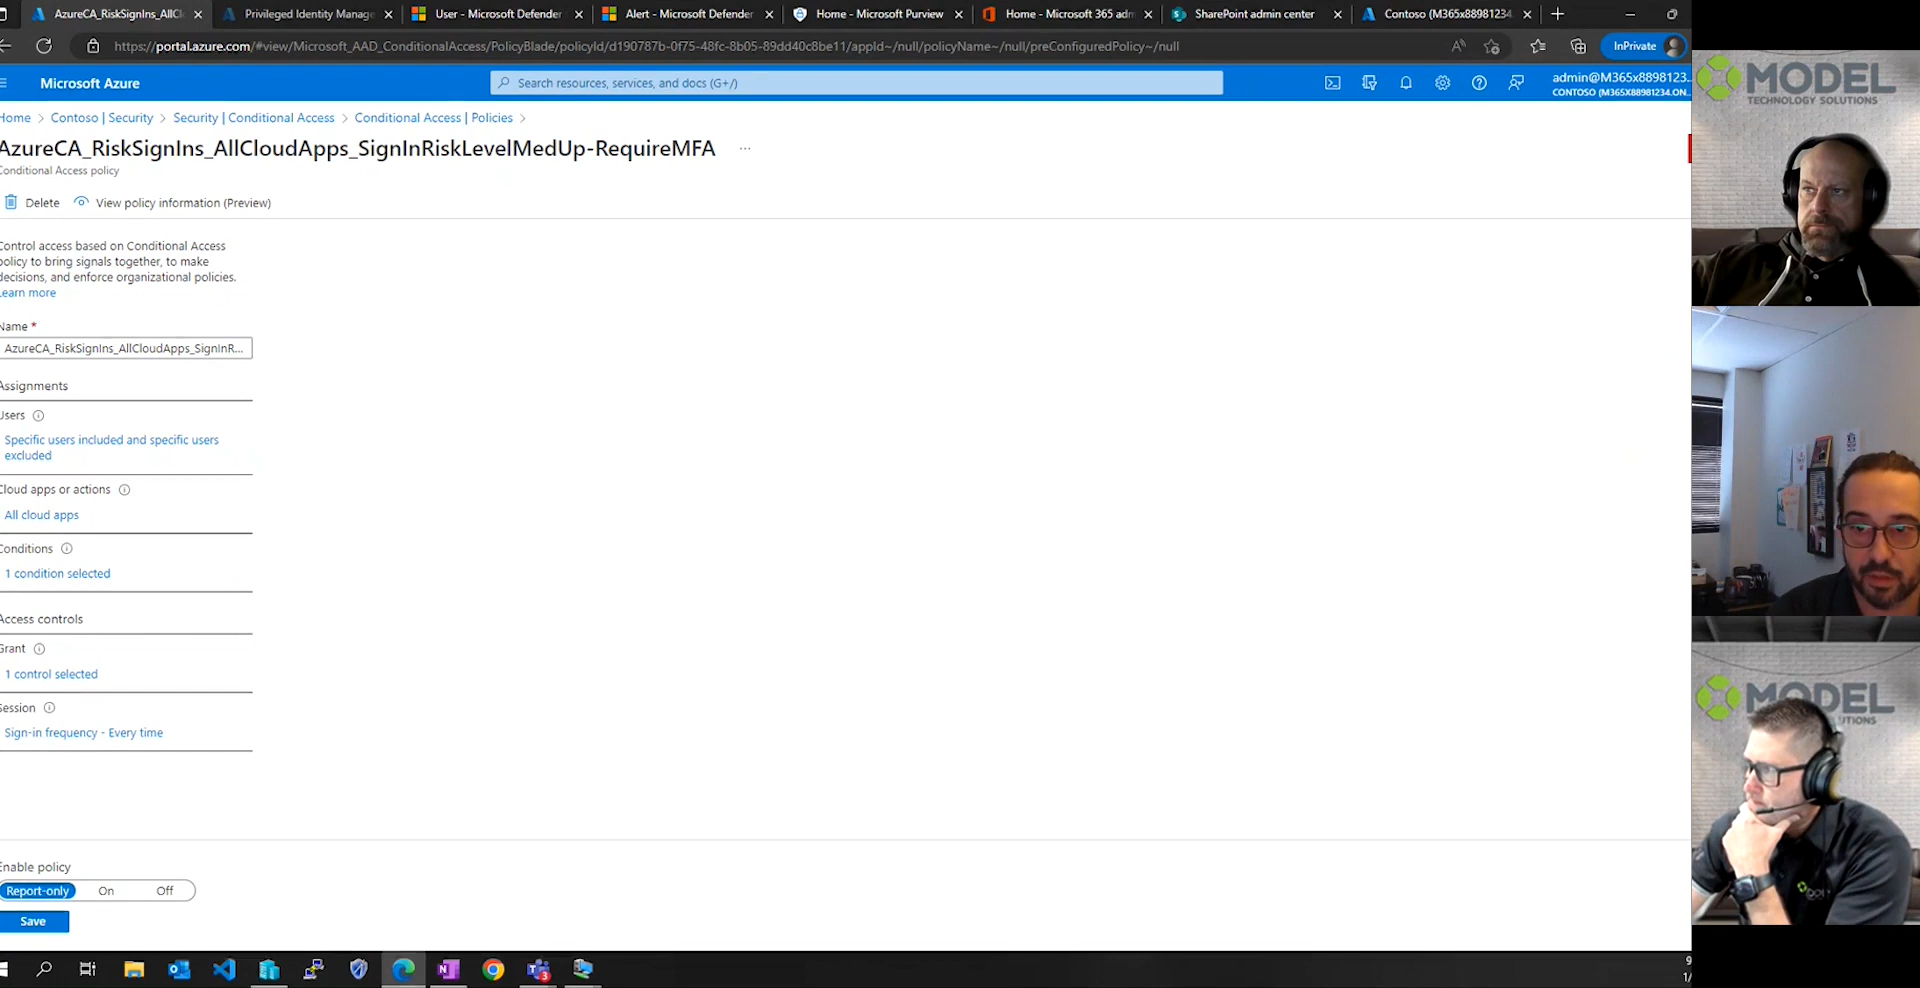 AzureCA_RiskSignIns_AllCl
Privileged Identity Manage
User - Microsoft Defender
Alert - Microsoft Defender
Home - Microsoft Purview
Home - Microsoft 365 adm
SharePoint admin center
Contoso (M365x88981234
https://portal.azure.com/#view/Microsoft_AAD_ConditionalAccess/PolicyBlade/policyId/d190787b-0f75-48fc-8b05-89dd40c8be11/appId~/null/policyName~/null/preConfiguredPolicy~/null
InPrivate
Microsoft Azure
Search resources, services, and docs (G+/)
admin@M365x8898123...
CONTOSO (M365X88981234.ON...
Home > Contoso | Security > Security | Conditional Access > Conditional Access | Policies >
AzureCA_RiskSignIns_AllCloudApps_SignInRiskLevelMedUp-RequireMFA ...
Conditional Access policy
Delete
View policy information (Preview)
Control access based on Conditional Access
policy to bring signals together, to make
decisions, and enforce organizational policies.
Learn more
Name *
AzureCA_RiskSignIns_AllCloudApps_SignInR...
Assignments
Users
Specific users included and specific users
excluded
Cloud apps or actions
All cloud apps
Conditions
1 condition selected
Access controls
Grant
1 control selected
Session
Sign-in frequency - Every time
Enable policy
Report-only
On
Off
Save
MODEL
TECHNOLOGY SOLUTIONS
MODEL